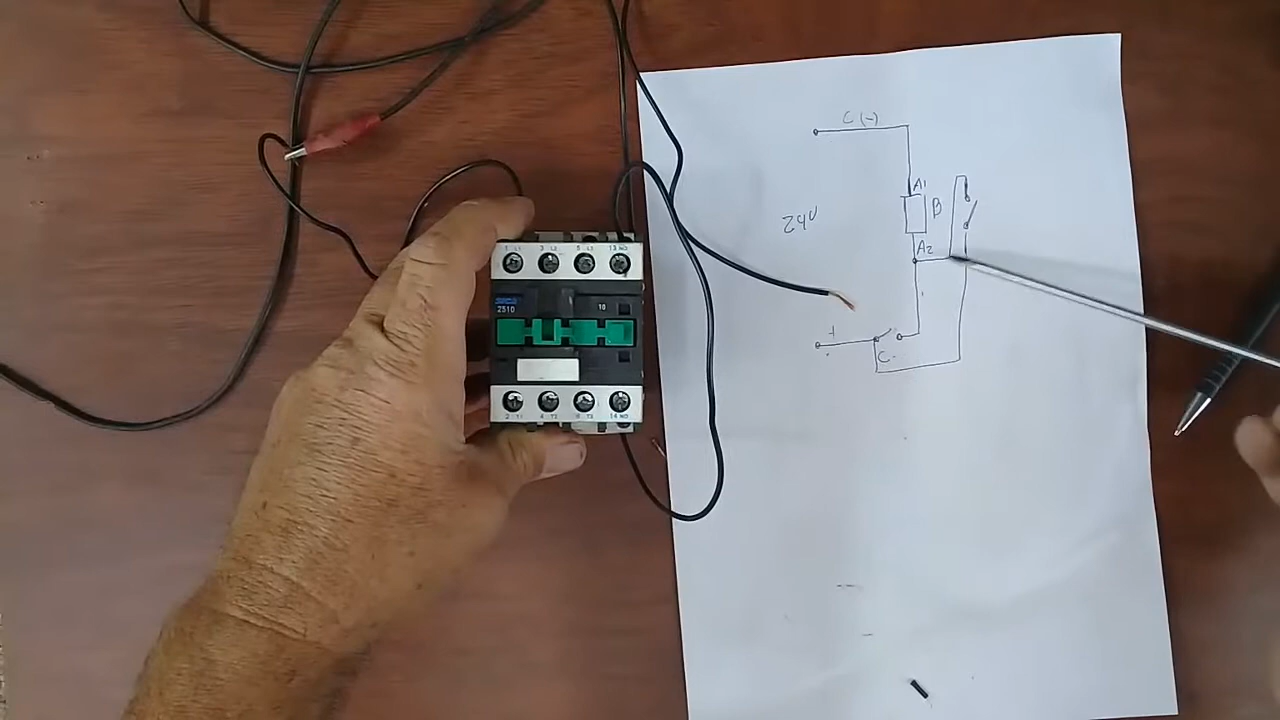 C (-)
A1
B
24V
A2
+
C
1 L1 3 L2 5 L3 13 NO
2510
10
2 T1 4 T2 6 T3 14 NO